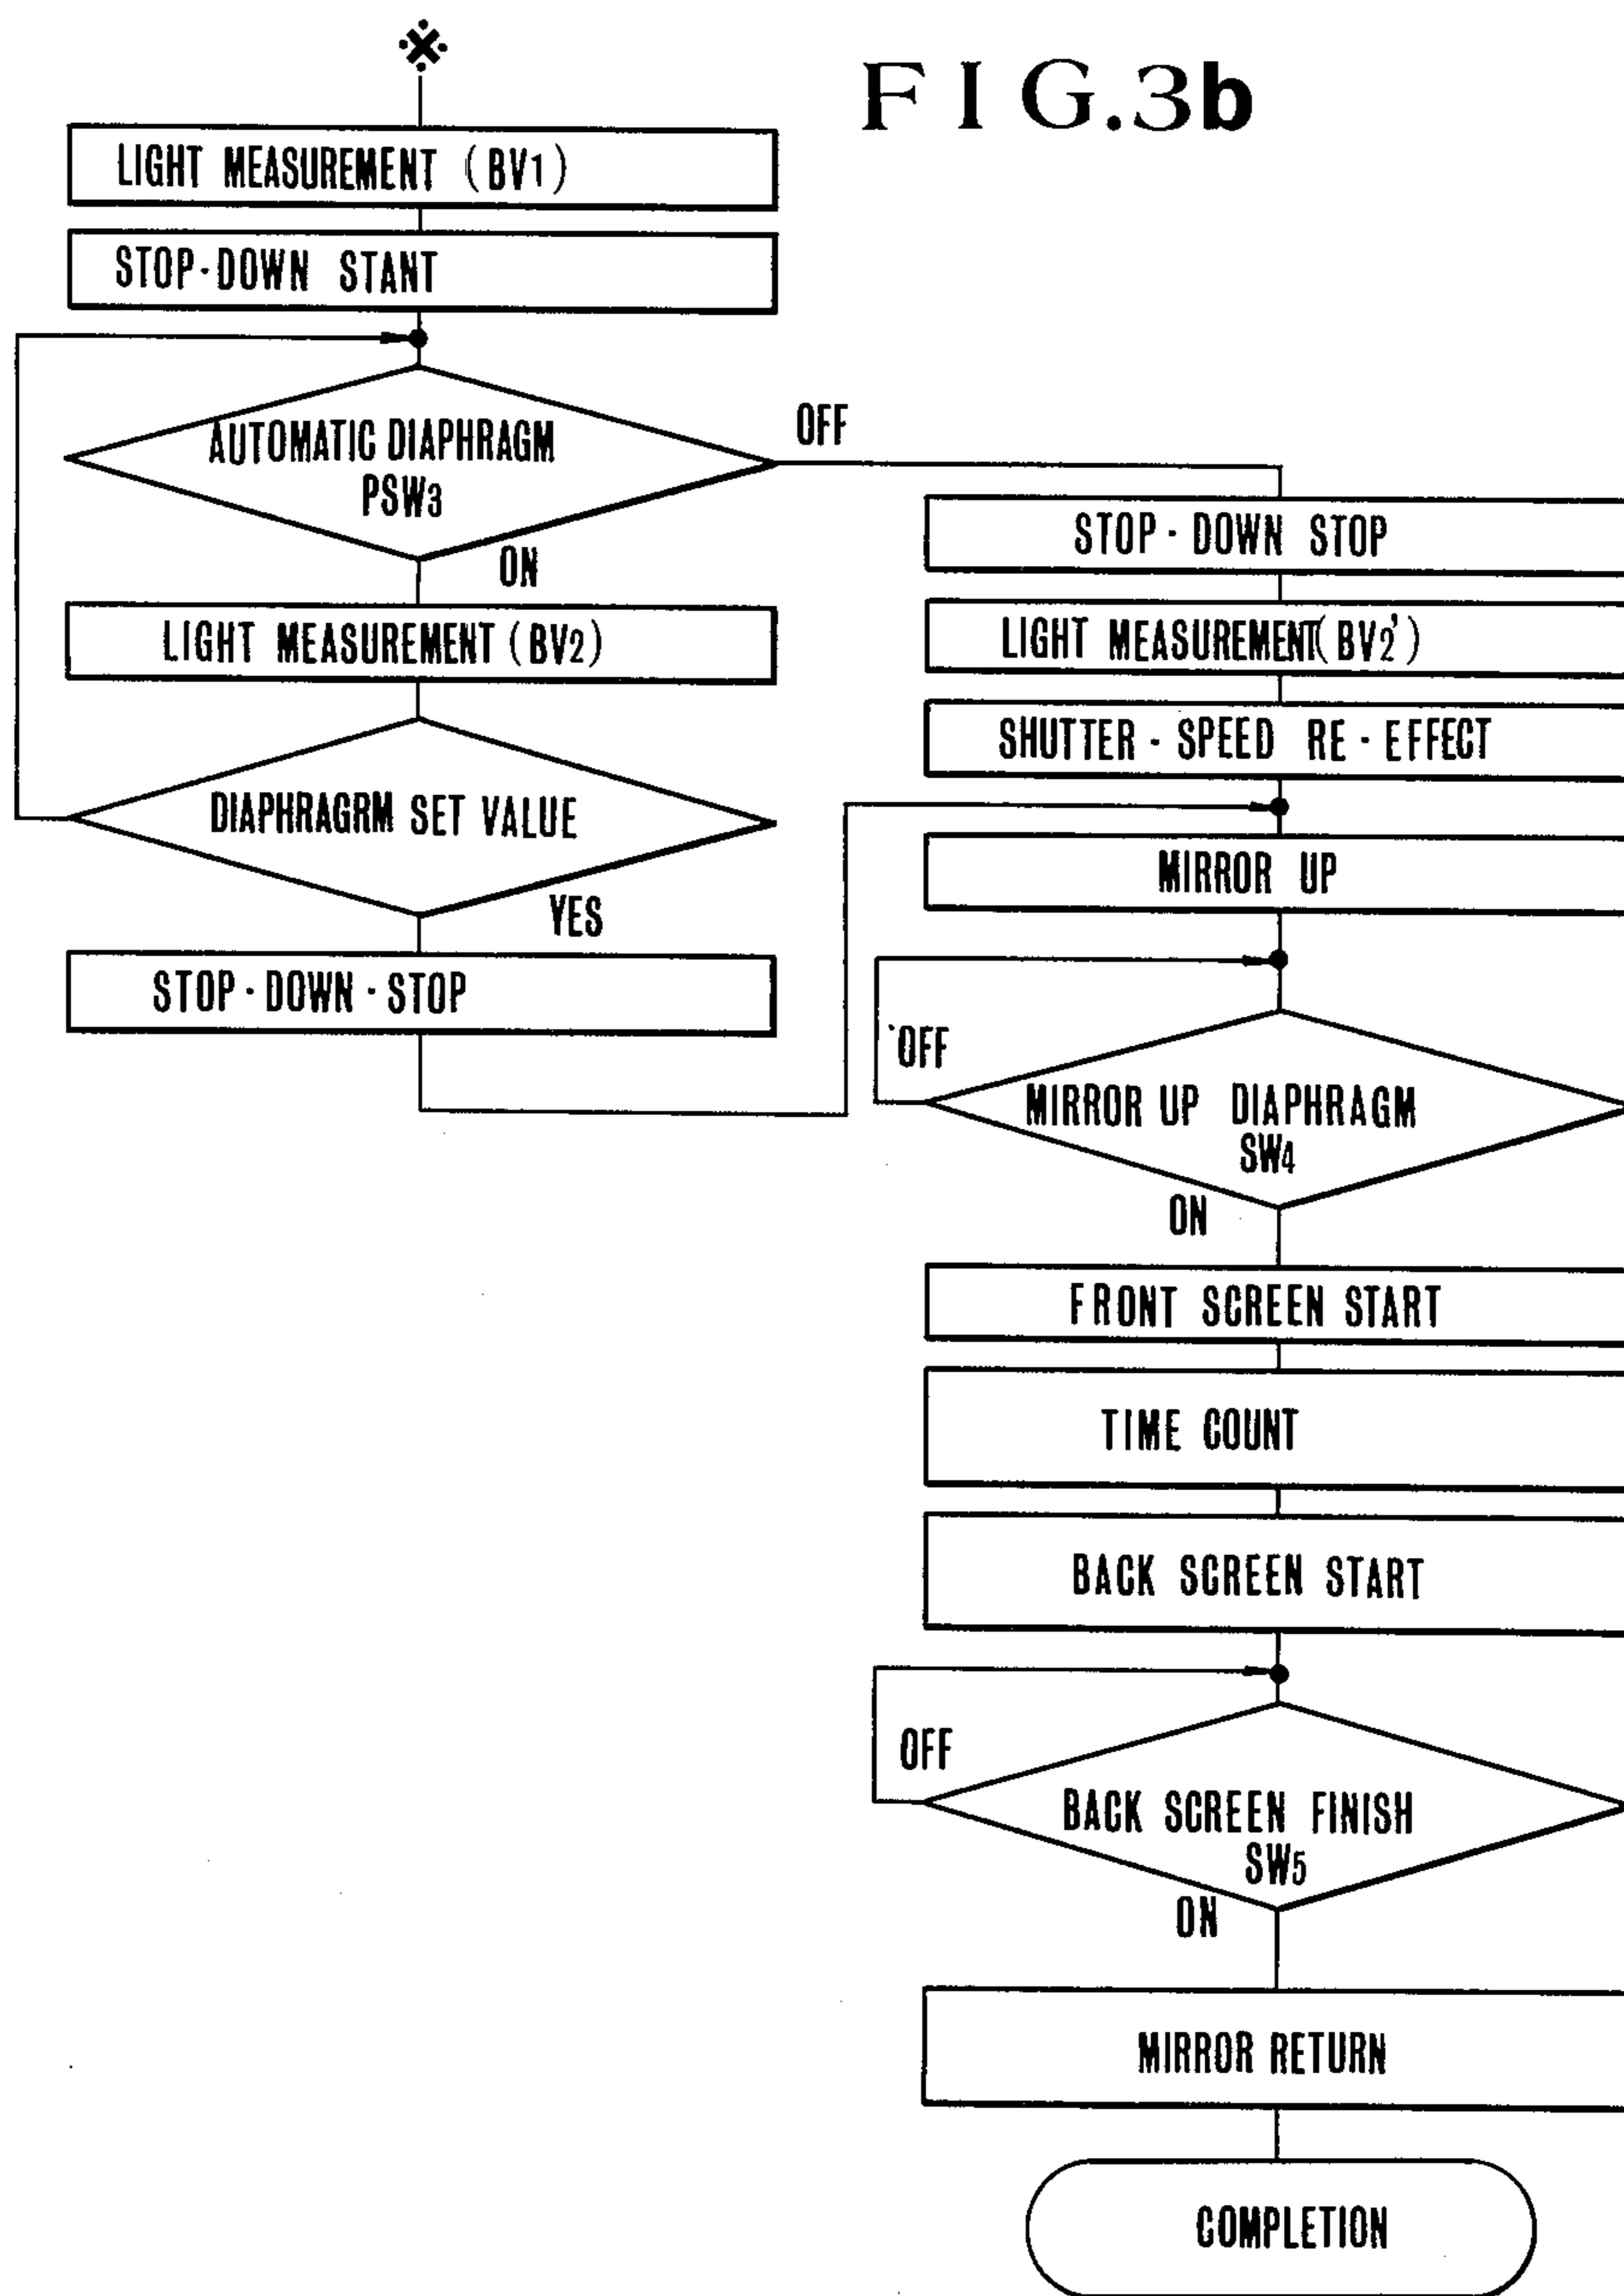 ※
FIG.3b
LIGHT MEASUREMENT (BV1)
STOP-DOWN STANT
AUTOMATIC DIAPHRAGM
PSW3
OFF
ON
LIGHT MEASUREMENT (BV2)
DIAPHRAGRM SET VALUE
YES
STOP-DOWN-STOP
STOP-DOWN STOP
LIGHT MEASUREMENT(BV2')
SHUTTER-SPEED RE-EFFECT
MIRROR UP
OFF
MIRROR UP DIAPHRAGM
SW4
ON
FRONT SCREEN START
TIME COUNT
BACK SCREEN START
OFF
BACK SCREEN FINISH
SW5
ON
MIRROR RETURN
COMPLETION